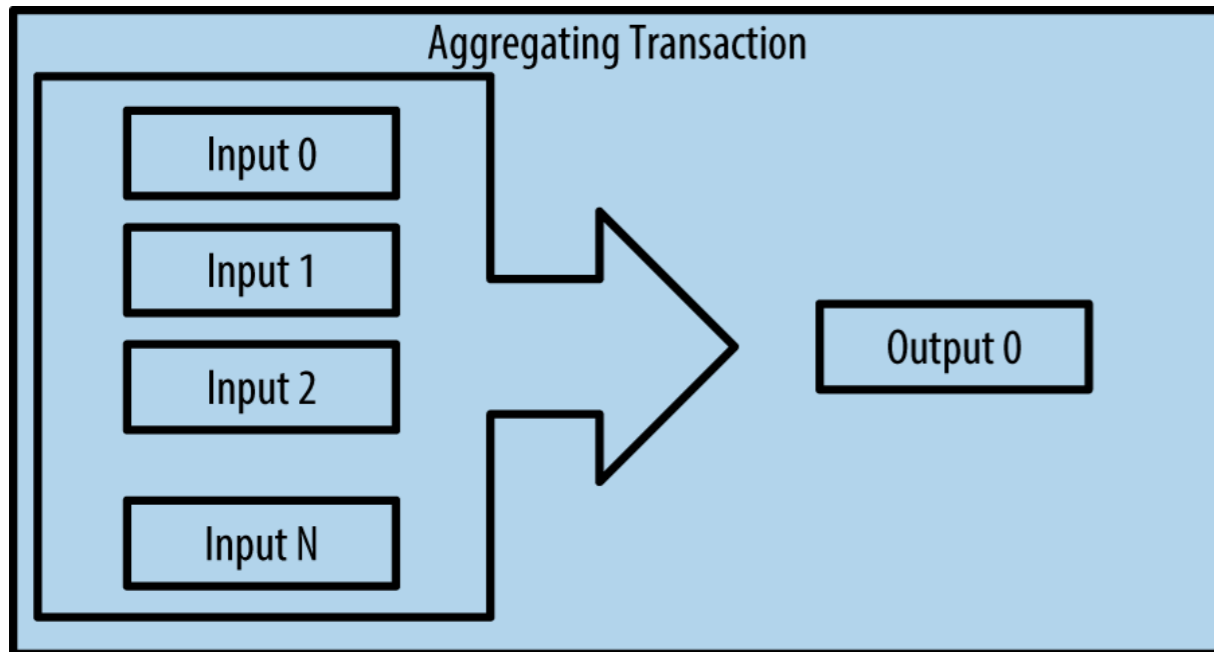 Aggregating Transaction
Input 0
Input 1
Input 2
Input N
Output 0